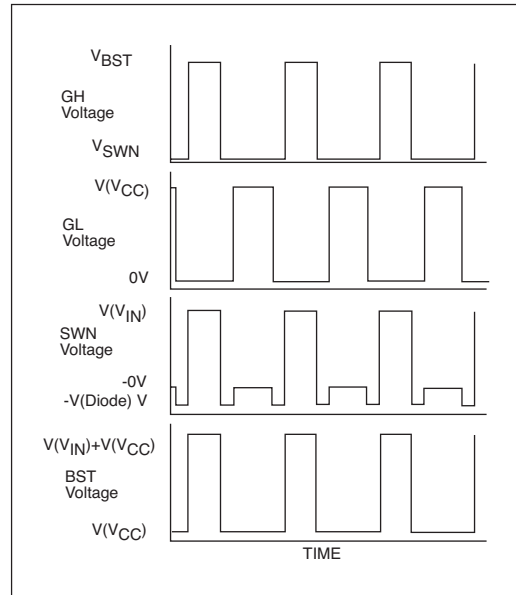 VBST
GH
Voltage
VSWN
V(VCC)
GL
Voltage
0V
V(VIN)
SWN
Voltage
-0V
-V(Diode) V
V(VIN)+V(VCC)
BST
Voltage
V(VCC)
TIME